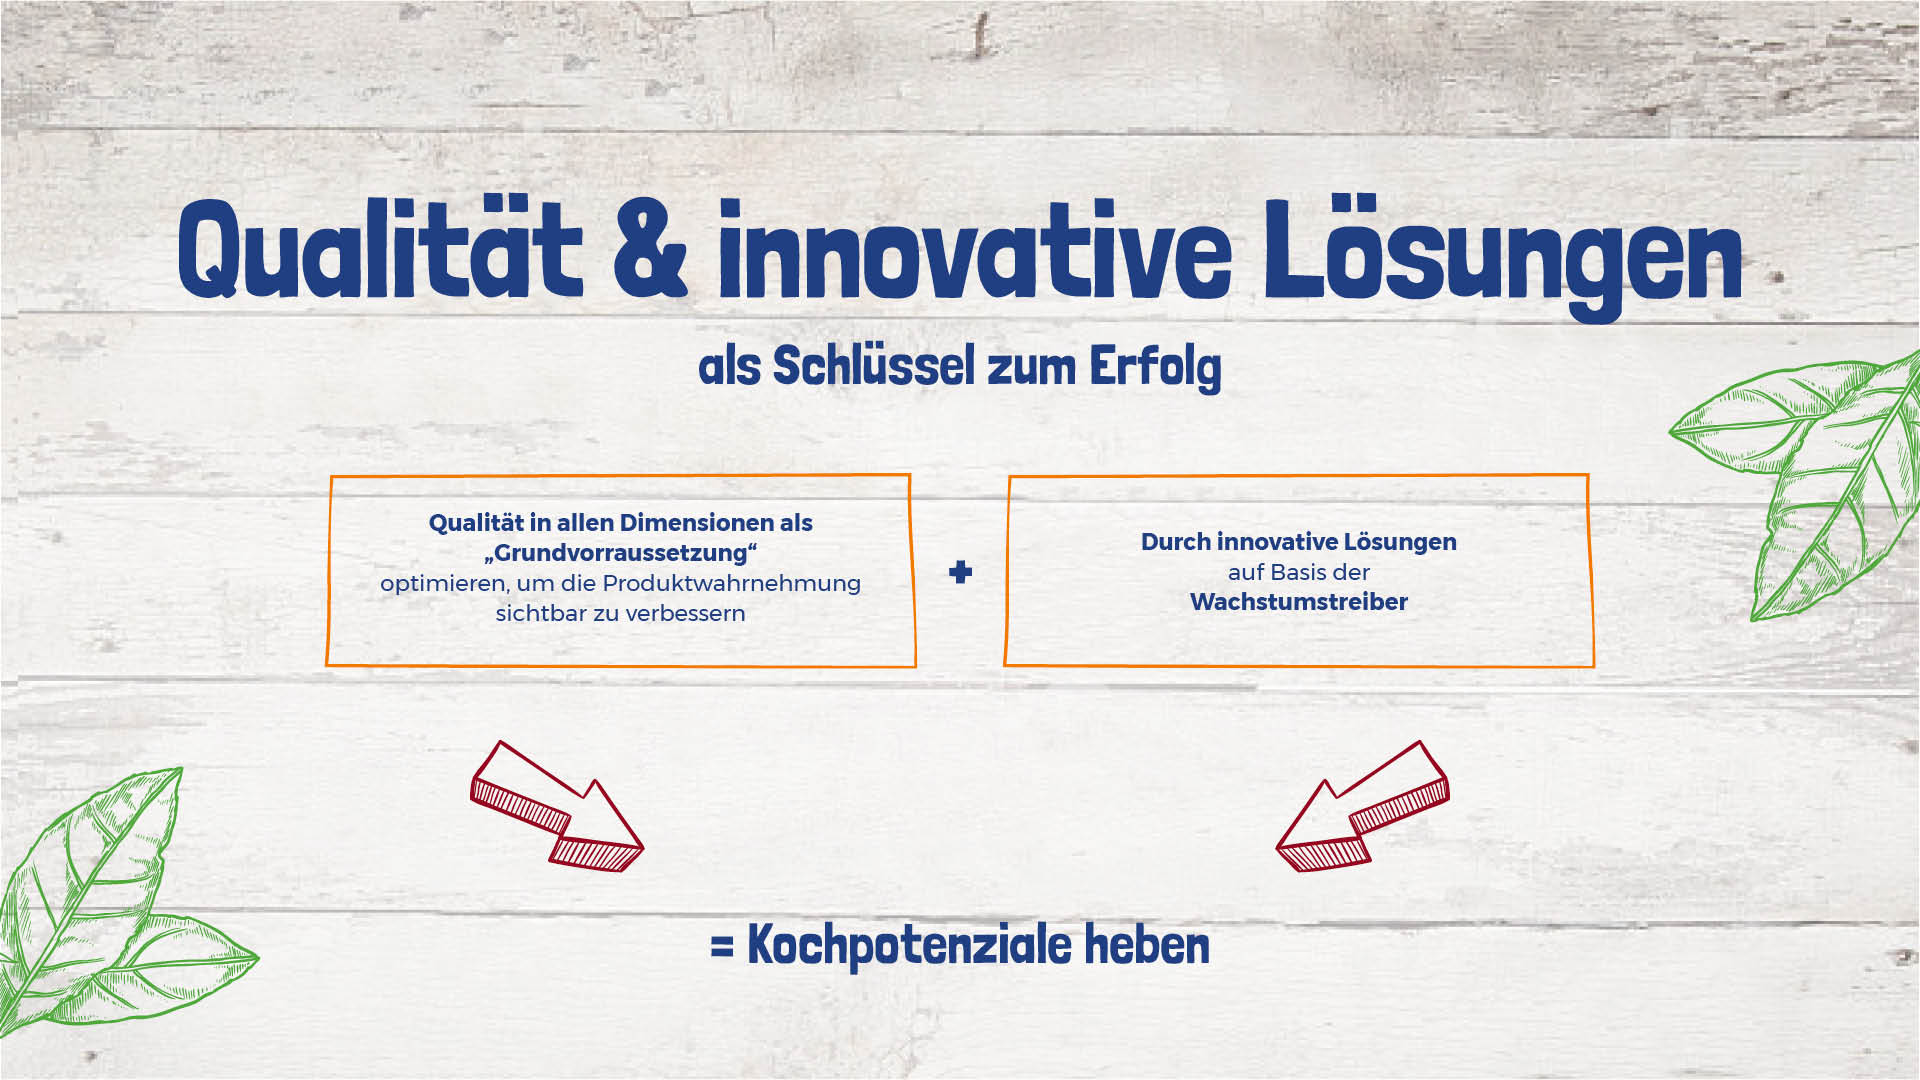 Qualität & innovative Lösungen
als Schlüssel zum Erfolg
Qualität in allen Dimensionen als
„Grundvorraussetzung“
optimieren, um die Produktwahrnehmung
sichtbar zu verbessern
+
Durch innovative Lösungen
auf Basis der
Wachstumstreiber
= Kochpotenziale heben